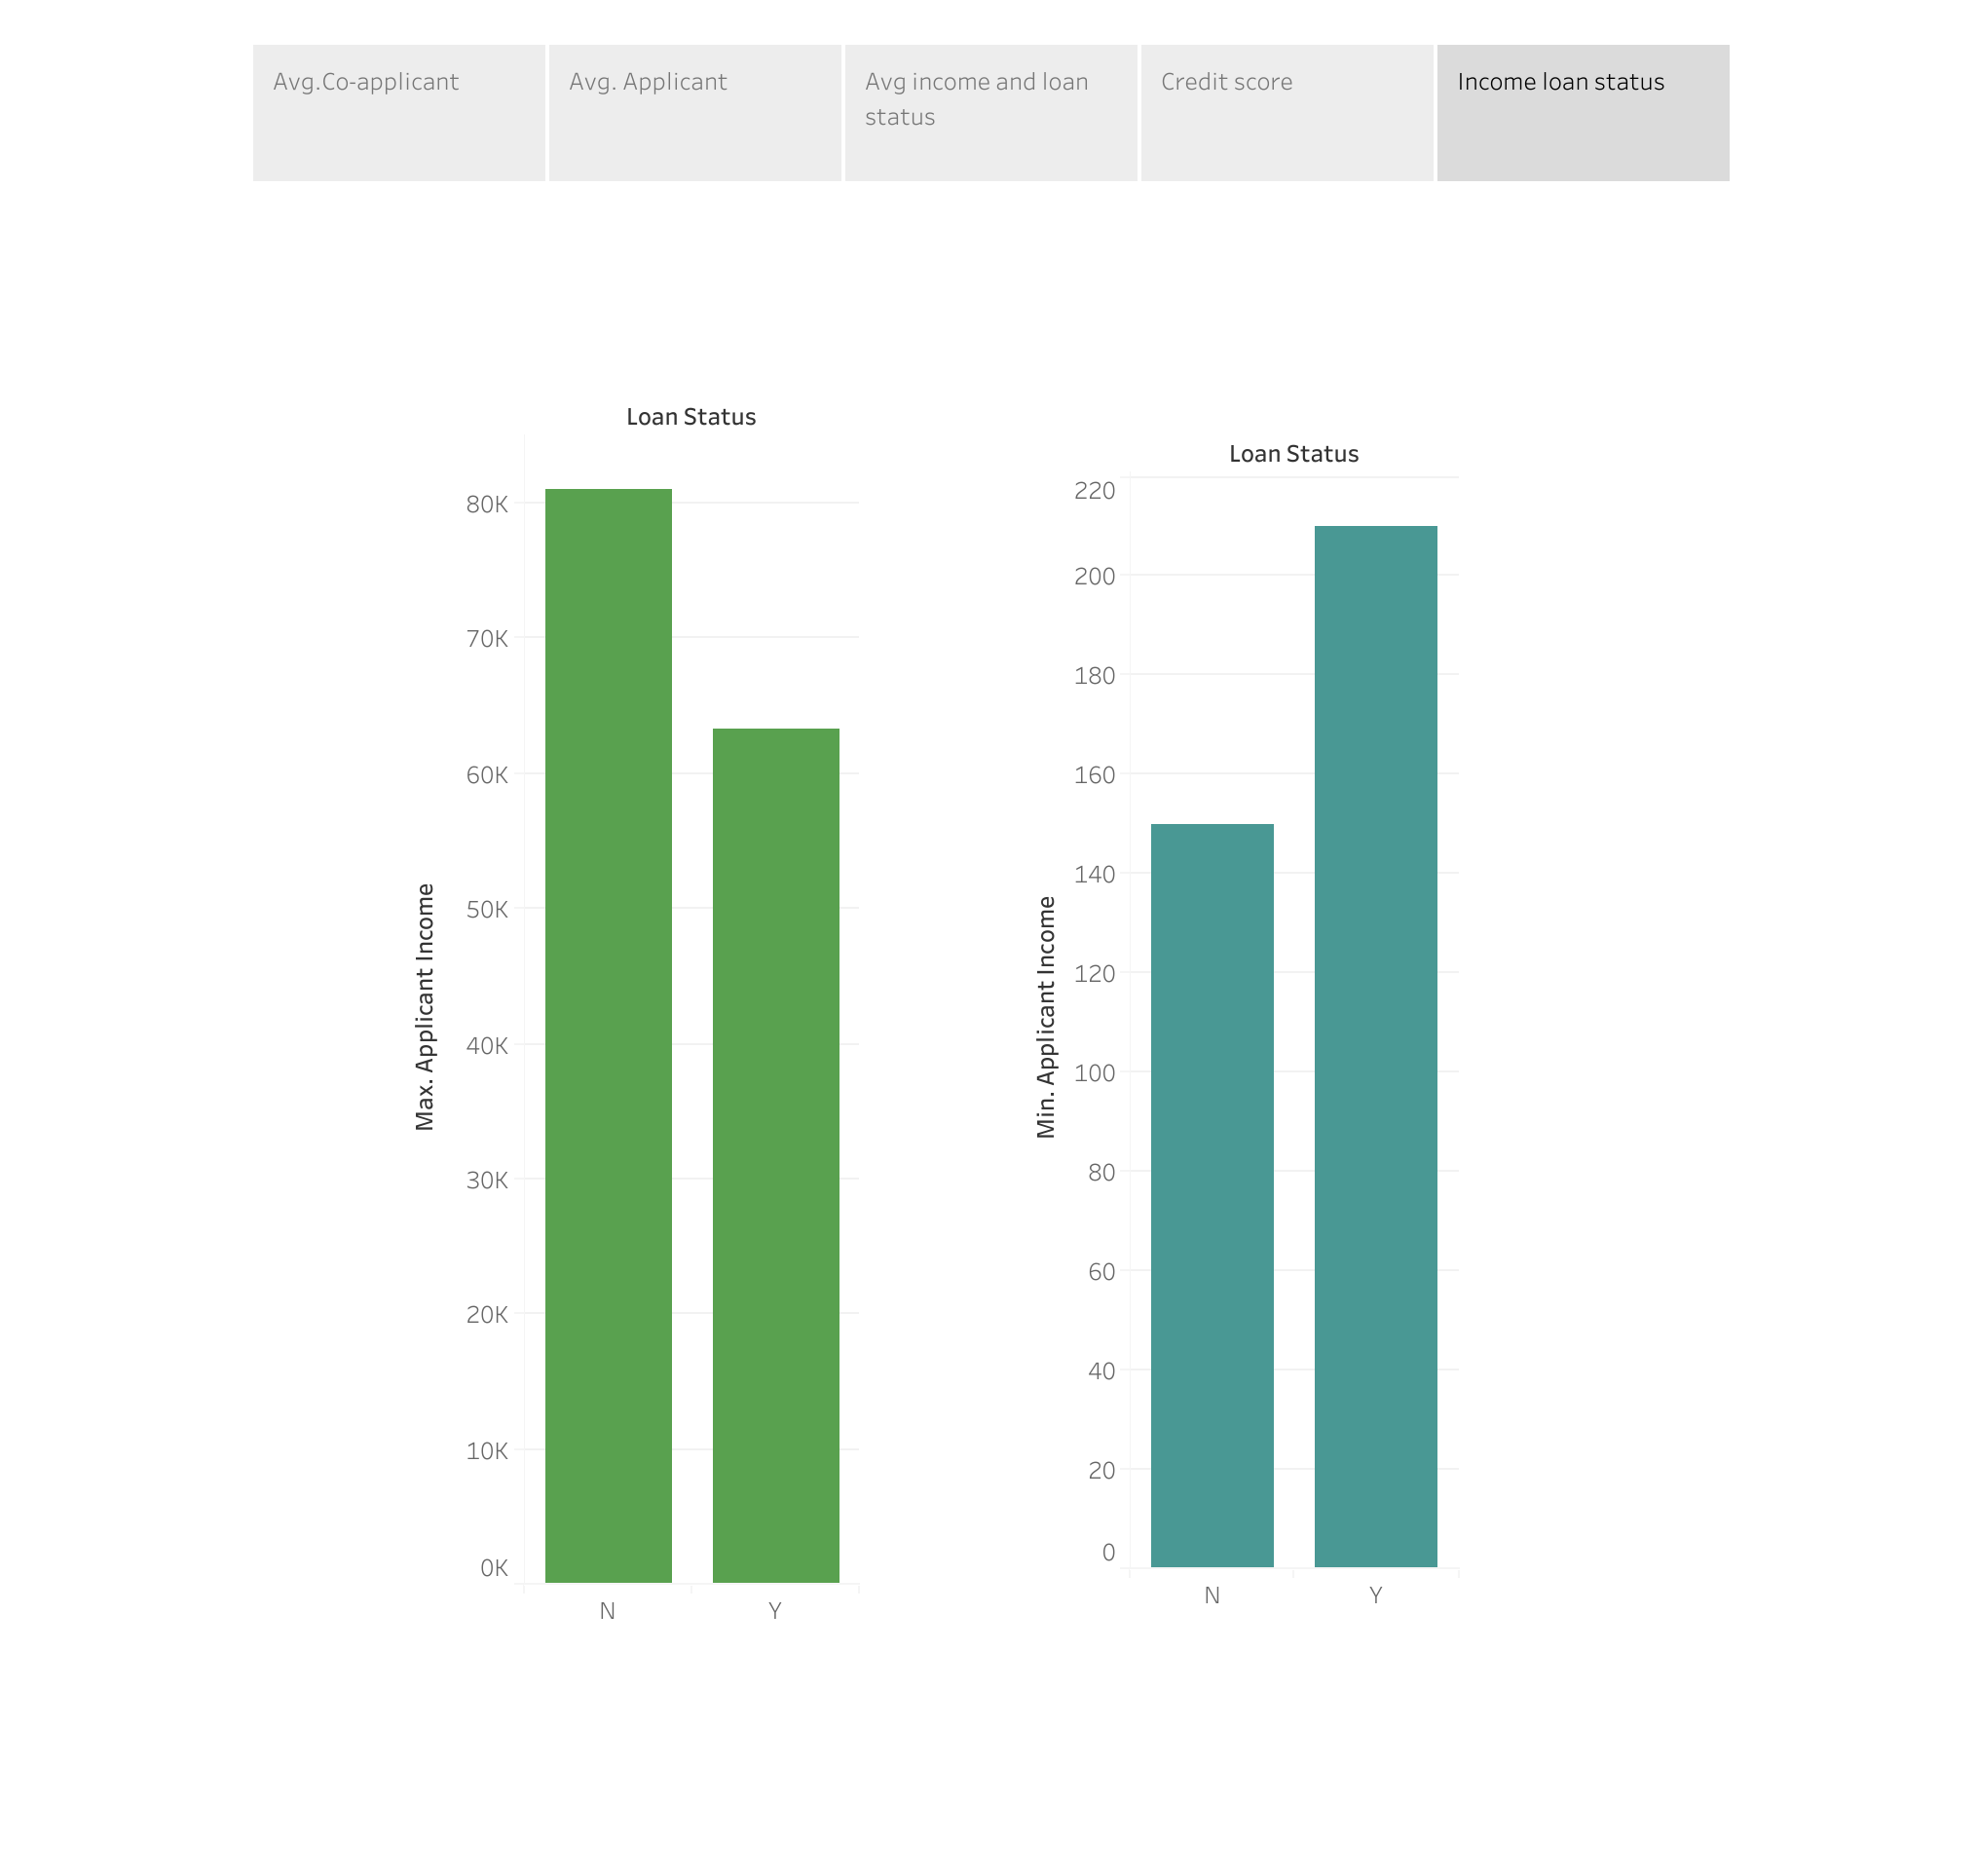 Avg.Co-applicant
Avg. Applicant
Avg income and loan
status
Credit score
Income loan status
Loan Status
80K
70K
60K
50K
40K
30K
20K
10K
0K
Max. Applicant Income
N
Y
Loan Status
220
200
180
160
140
120
100
80
60
40
20
0
Min. Applicant Income
N
Y